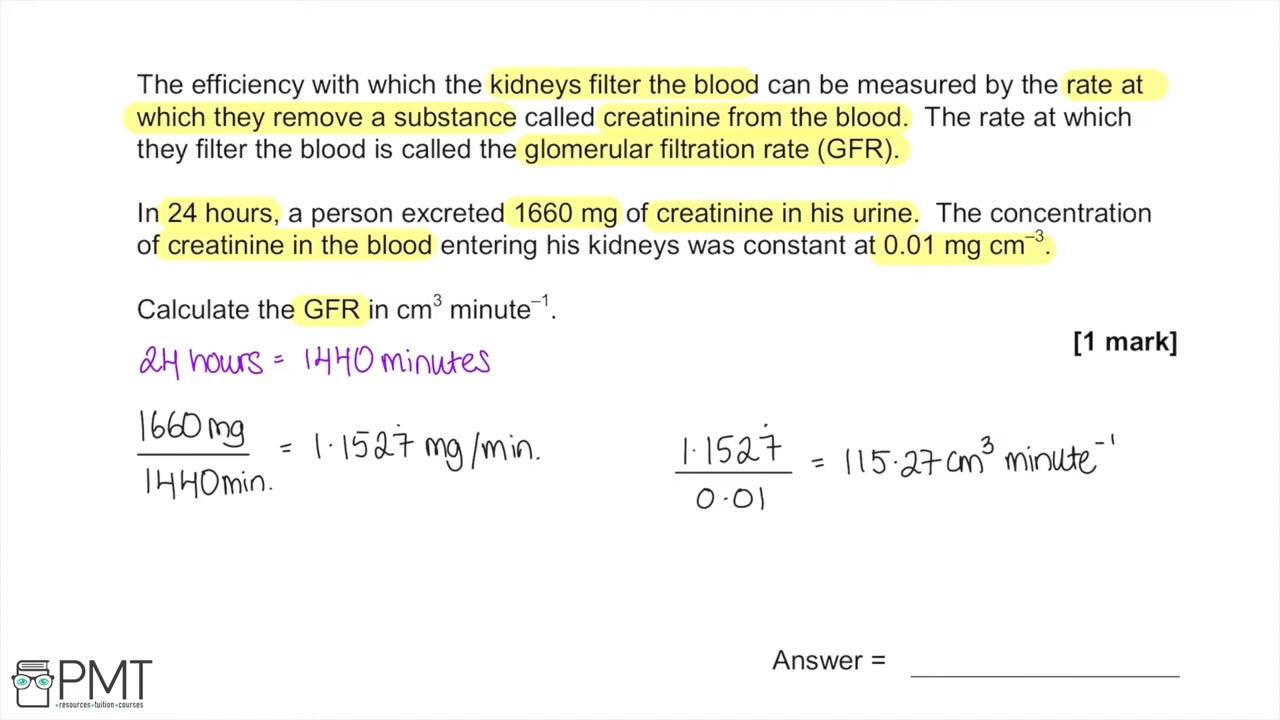 The efficiency with which the kidneys filter the blood can be measured by the rate at
which they remove a substance called creatinine from the blood. The rate at which
they filter the blood is called the glomerular filtration rate (GFR).
In 24 hours, a person excreted 1660 mg of creatinine in his urine. The concentration
of creatinine in the blood entering his kidneys was constant at 0.01 mg cm⁻³.
Calculate the GFR in cm³ minute⁻¹.
[1 mark]
24 hours = 1440 minutes
1660mg
1440min.
= 1.1527̇ mg/min.
1.1527̇
0.01
= 115.27 cm³ minute⁻¹
Answer =
PMT
•resources•tuition•courses